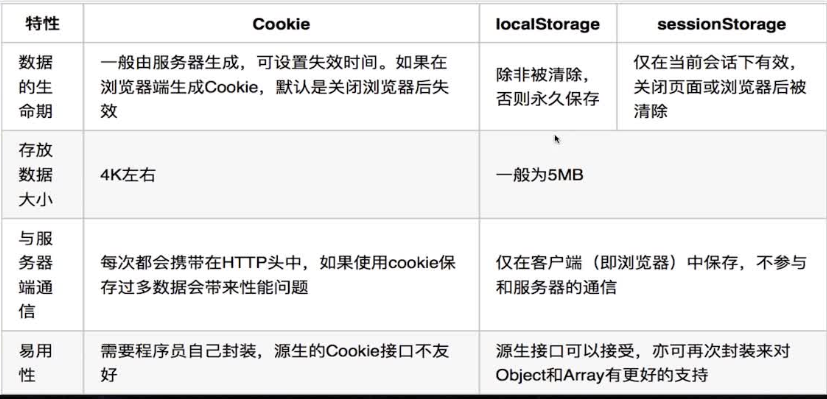 特性
Cookie
localStorage
sessionStorage
数据
的生
命期
一般由服务器生成，可设置失效时间。如果在
浏览器端生成Cookie，默认是关闭浏览器后失
效
除非被清除，
否则永久保存
仅在当前会话下有效，
关闭页面或浏览器后被
清除
存放
数据
大小
4K左右
一般为5MB
与服
务器
端通
信
每次都会携带在HTTP头中，如果使用cookie保
存过多数据会带来性能问题
仅在客户端（即浏览器）中保存，不参与
和服务器的通信
易用
性
需要程序员自己封装，源生的Cookie接口不友
好
源生接口可以接受，亦可再次封装来对
Object和Array有更好的支持